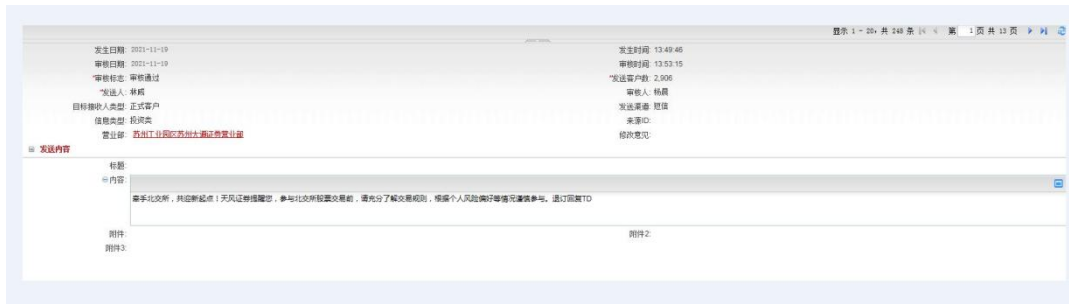 显示 1 - 20, 共 248 条 第 1 页 共 13 页
发生日期: 2021-11-19 发生时间: 13:49:46
审核日期: 2021-11-19 审核时间: 13:53:15
*审核标志: 审核通过 *发送客户数: 2,906
*发送人: 林威 审核人: 杨晨
目标接收人类型: 正式客户 发送渠道: 短信
信息类型: 投资类 来源ID:
营业部: 苏州工业园区苏州大道证券营业部 修改意见:
发送内容
标题:
内容:
牵手北交所，共迎新起点！天风证券提醒您，参与北交所股票交易前，请充分了解交易规则，根据个人风险偏好等情况谨慎参与。退订回复TD
附件: 附件2:
附件3: